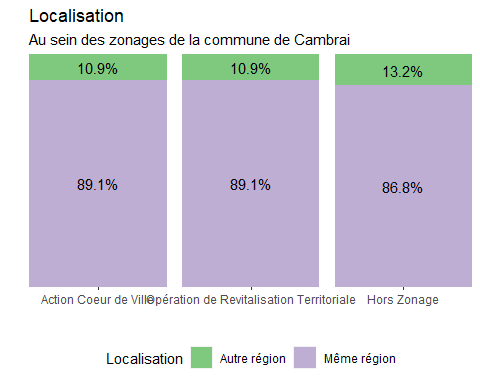 Localisation
Au sein des zonages de la commune de Cambrai
10.9% 10.9% 13.2%
89.1% 89.1% 86.8%
Action Coeur de Ville Opération de Revitalisation Territoriale Hors Zonage
Localisation Autre région Même région